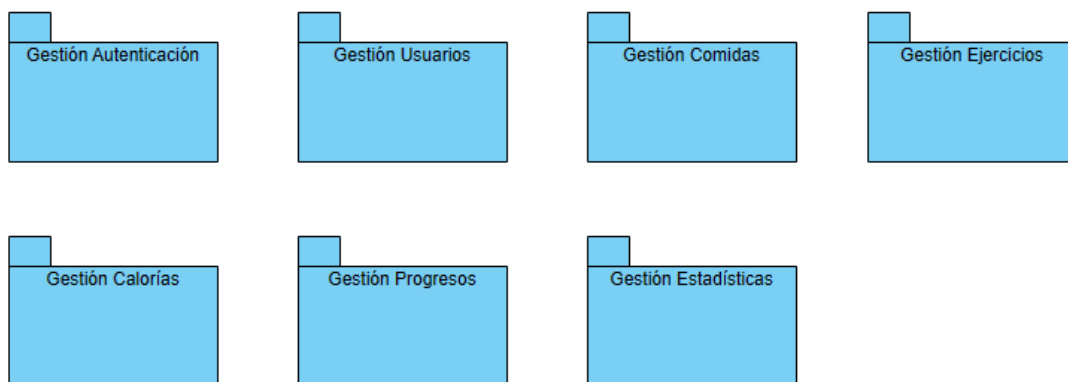 Gestión Autenticación
Gestión Usuarios
Gestión Comidas
Gestión Ejercicios
Gestión Calorías
Gestión Progresos
Gestión Estadísticas